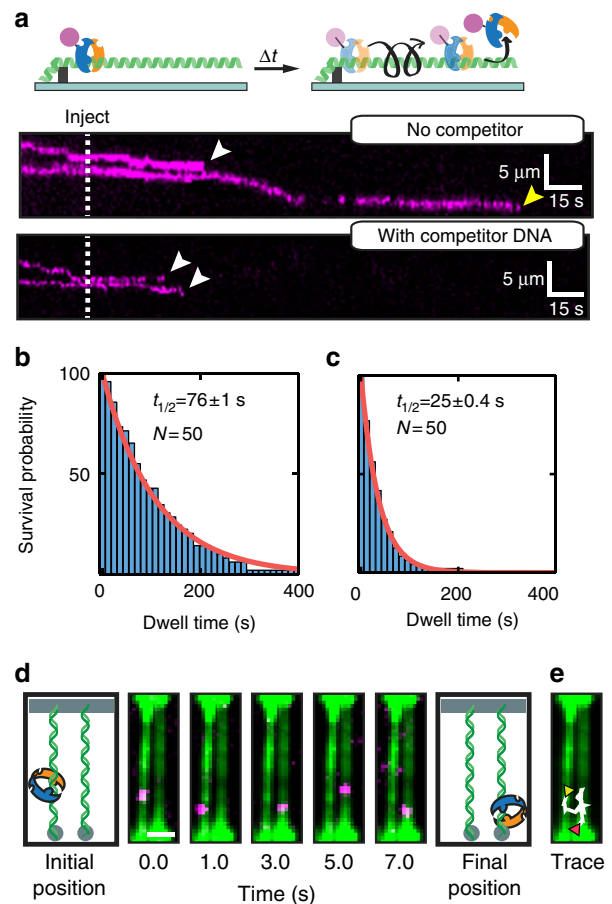 a
Δt
Inject
No competitor
5 μm
15 s
With competitor DNA
5 μm
15 s
b
c
100
50
Survival probability
t1/2=76±1 s
N=50
t1/2=25±0.4 s
N=50
0
200
400
0
200
400
Dwell time (s)
Dwell time (s)
d
e
Initial
position
0.0
1.0
3.0
5.0
7.0
Time (s)
Final
position
Trace